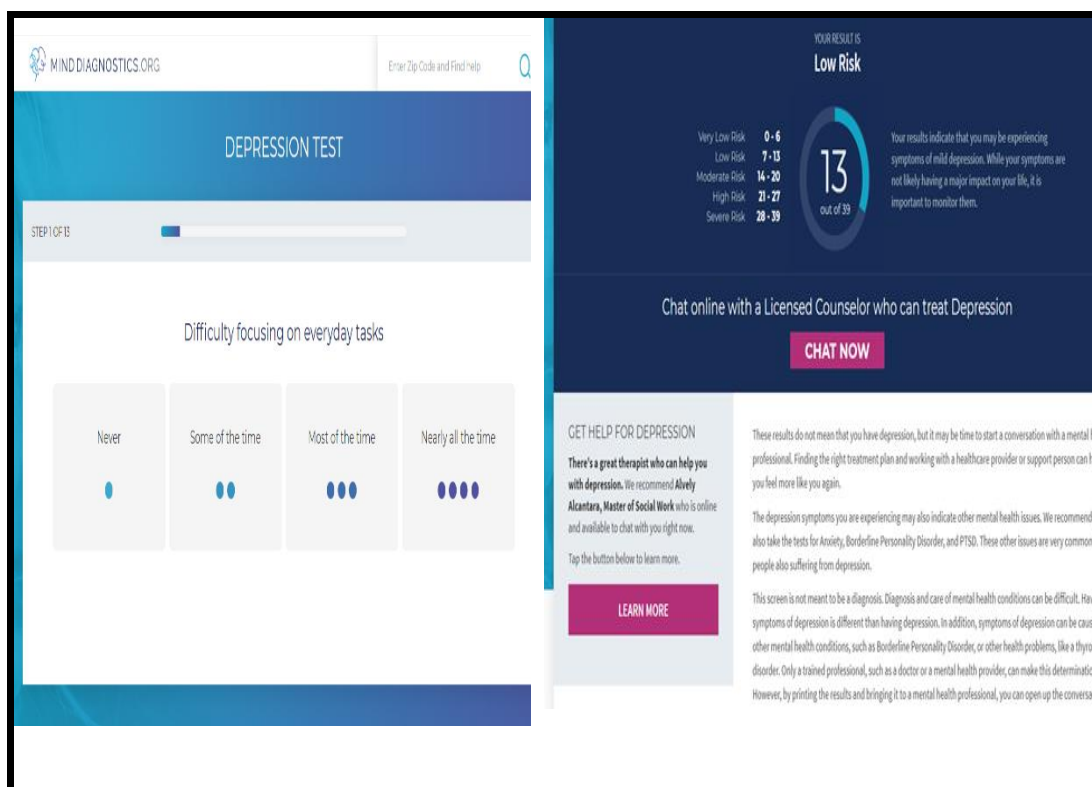 MIND DIAGNOSTICS.ORG
Enter Zip Code and Find help
DEPRESSION TEST
STEP 1 OF 13
Difficulty focusing on everyday tasks
Never
Some of the time
Most of the time
Nearly all the time
YOUR RESULT IS
Low Risk
Very Low Risk 0 - 6
Low Risk 7 - 13
Moderate Risk 14 - 20
High Risk 21 - 27
Severe Risk 28 - 39
13
out of 39
Your results indicate that you may be experiencing
symptoms of mild depression. While your symptoms are
not likely having a major impact on your life, it is
important to monitor them.
Chat online with a Licensed Counselor who can treat Depression
CHAT NOW
GET HELP FOR DEPRESSION
There's a great therapist who can help you
with depression. We recommend Alvely
Alcantara, Master of Social Work who is online
and available to chat with you right now.
Tap the button below to learn more.
LEARN MORE
These results do not mean that you have depression, but it may be time to start a conversation with a mental
professional. Finding the right treatment plan and working with a healthcare provider or support person can
you feel more like you again.
The depression symptoms you are experiencing may also indicate other mental health issues. We recommend
also take the tests for Anxiety, Borderline Personality Disorder, and PTSD. These other issues are very common
people also suffering from depression.
This screen is not meant to be a diagnosis. Diagnosis and care of mental health conditions can be difficult. Hav
symptoms of depression is different than having depression. In addition, symptoms of depression can be caus
other mental health conditions, such as Borderline Personality Disorder, or other health problems, like a thyro
disorder. Only a trained professional, such as a doctor or a mental health provider, can make this determinatio
However, by printing the results and bringing it to a mental health professional, you can open up the conversa